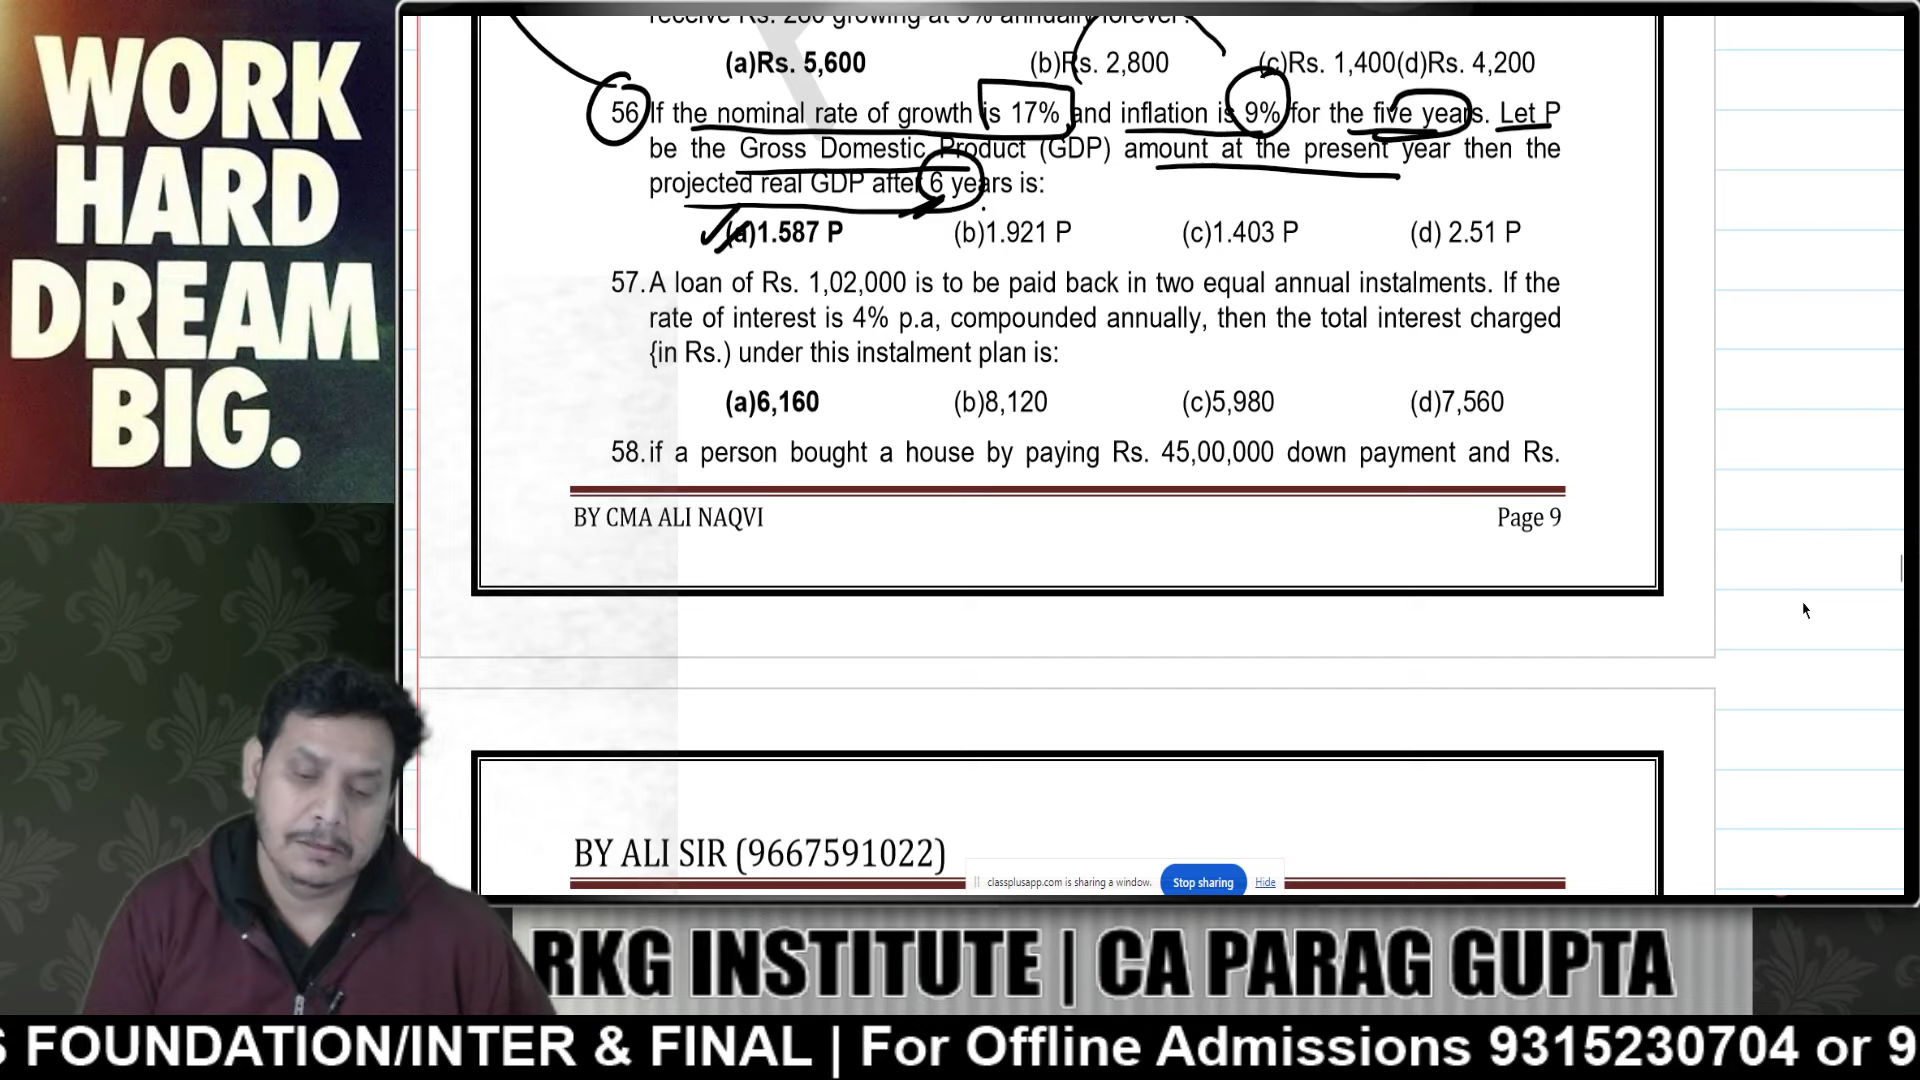 WORK
HARD
DREAM
BIG.
receive Rs. 280 growing at 5% annually forever?
(a)Rs. 5,600 (b)Rs. 2,800 (c)Rs. 1,400(d)Rs. 4,200
56. If the nominal rate of growth is 17% and inflation is 9% for the five years. Let P
be the Gross Domestic Product (GDP) amount at the present year then the
projected real GDP after 6 years is:
(a)1.587 P (b)1.921 P (c)1.403 P (d) 2.51 P
57. A loan of Rs. 1,02,000 is to be paid back in two equal annual instalments. If the
rate of interest is 4% p.a, compounded annually, then the total interest charged
{in Rs.) under this instalment plan is:
(a)6,160 (b)8,120 (c)5,980 (d)7,560
58. if a person bought a house by paying Rs. 45,00,000 down payment and Rs.
BY CMA ALI NAQVI Page 9
BY ALI SIR (9667591022)
classplusapp.com is sharing a window. Stop sharing Hide
RKG INSTITUTE | CA PARAG GUPTA
S FOUNDATION/INTER & FINAL | For Offline Admissions 9315230704 or 9